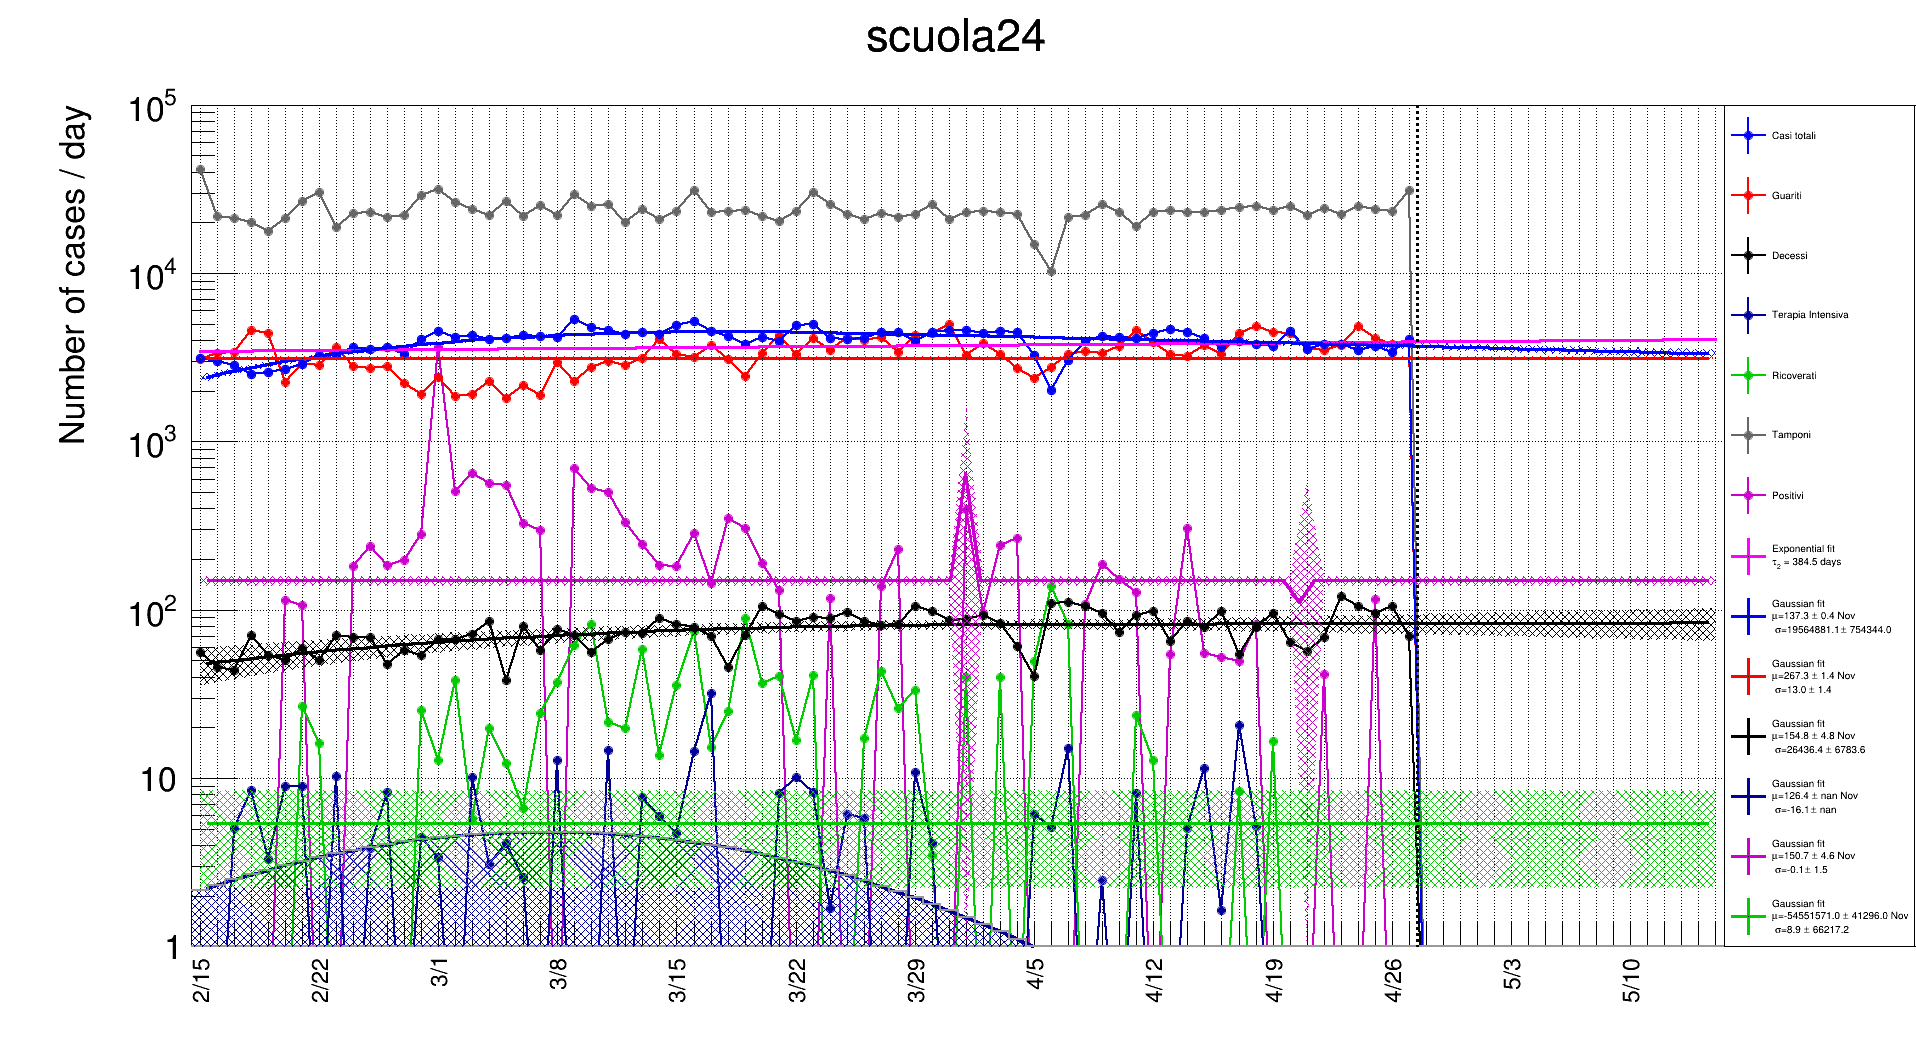 scuola24
Number of cases / day
10^5
10^4
10^3
10^2
10
1
2/15
2/22
3/1
3/8
3/15
3/22
3/29
4/5
4/12
4/19
4/26
5/3
5/10
Casi totali
Guariti
Decessi
Terapia Intensiva
Ricoverati
Tamponi
Positivi
Exponential fit
τ₂ = 384.5 days
Gaussian fit
μ=137.3 ± 0.4 Nov
σ=19564881.1± 754344.0
Gaussian fit
μ=267.3 ± 1.4 Nov
σ=13.0 ± 1.4
Gaussian fit
μ=154.8 ± 4.8 Nov
σ=26436.4 ± 6783.6
Gaussian fit
μ=126.4 ± nan Nov
σ=-16.1± nan
Gaussian fit
μ=150.7 ± 4.6 Nov
σ=-0.1± 1.5
Gaussian fit
μ=-54551571.0 ± 41296.0 Nov
σ=8.9 ± 66217.2